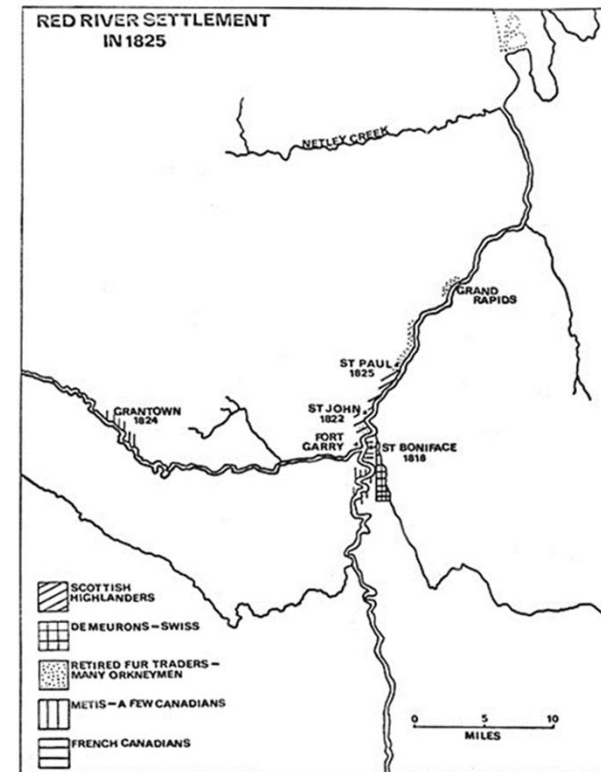 RED RIVER SETTLEMENT
IN 1825
NETLEY CREEK
GRAND
RAPIDS
ST PAUL
1825
GRANTOWN
1824
ST JOHN
1822
FORT
GARRY
ST BONIFACE
1818
SCOTTISH
HIGHLANDERS
DE MEURONS – SWISS
RETIRED FUR TRADERS –
MANY ORKNEYMEN
METIS – A FEW CANADIANS
FRENCH CANADIANS
0 5 10
MILES